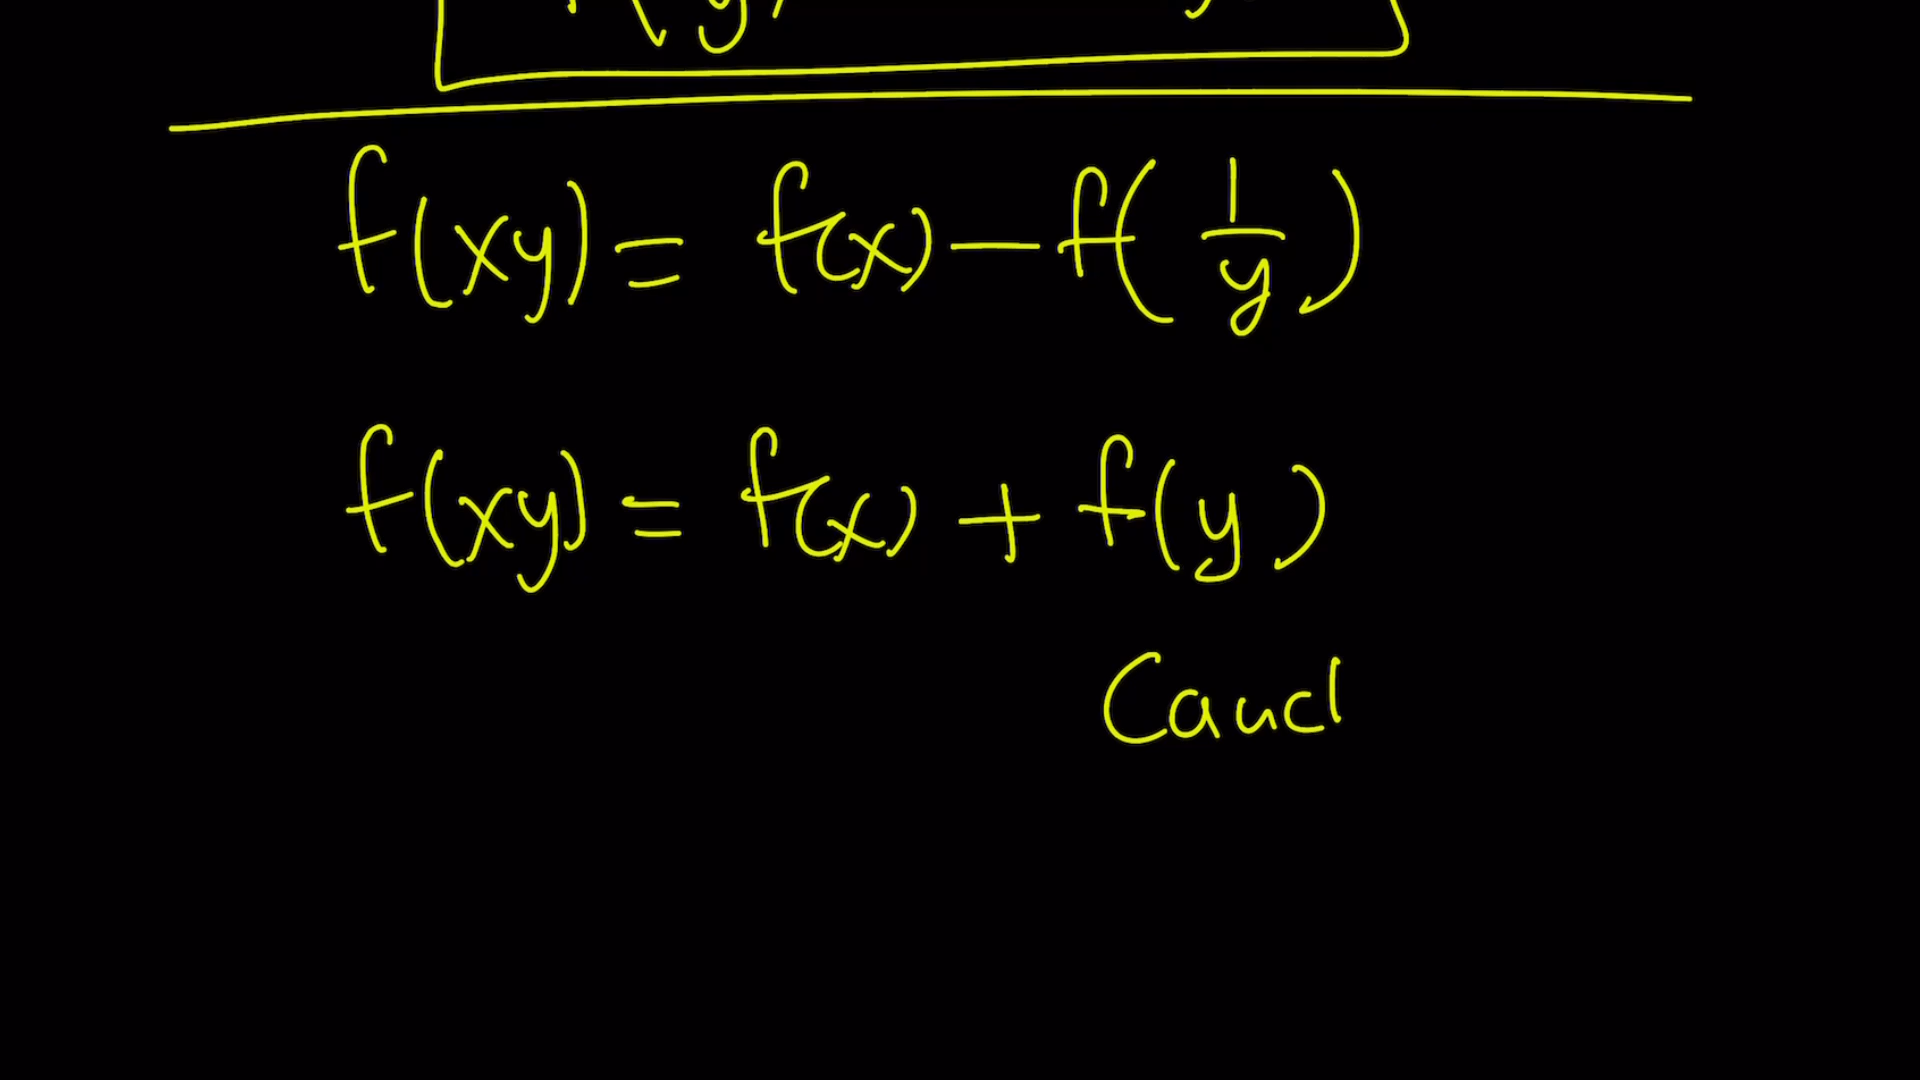 f(xy) = f(x) - f(1/y)
f(xy) = f(x) + f(y)
Caucl